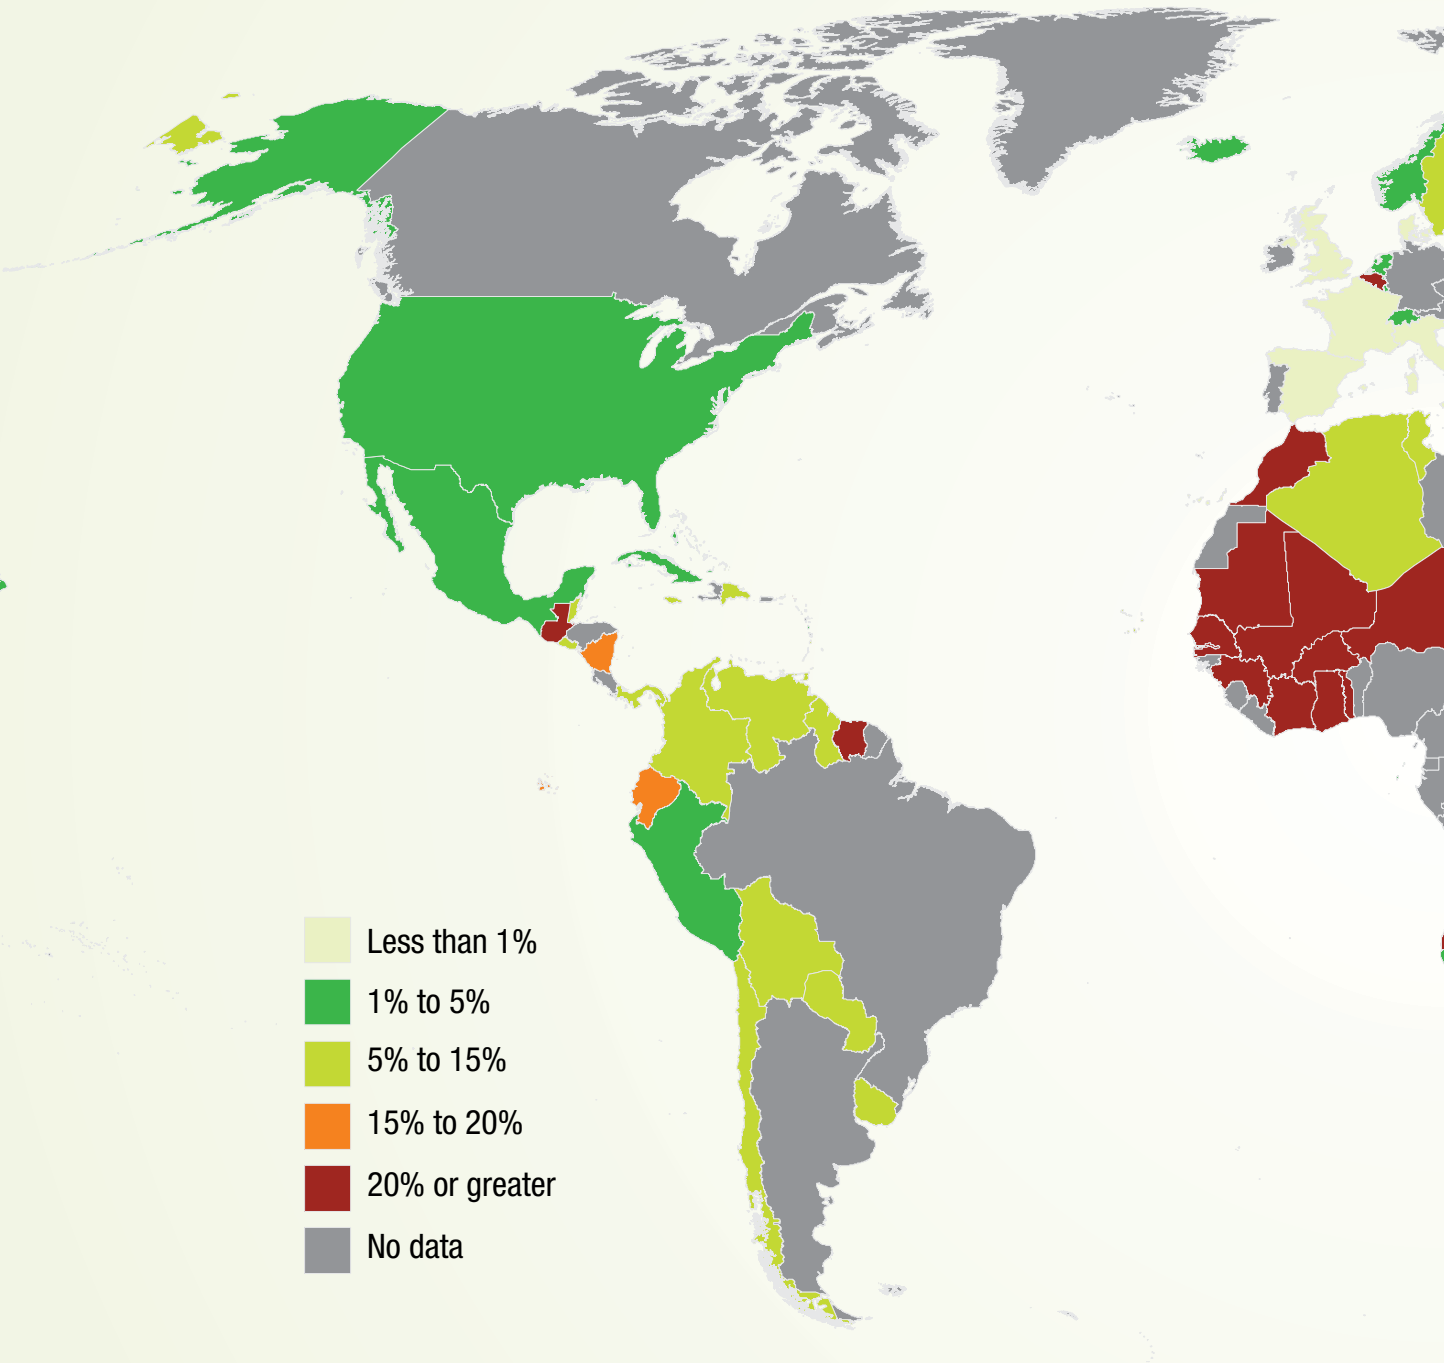 Less than 1%
1% to 5%
5% to 15%
15% to 20%
20% or greater
No data